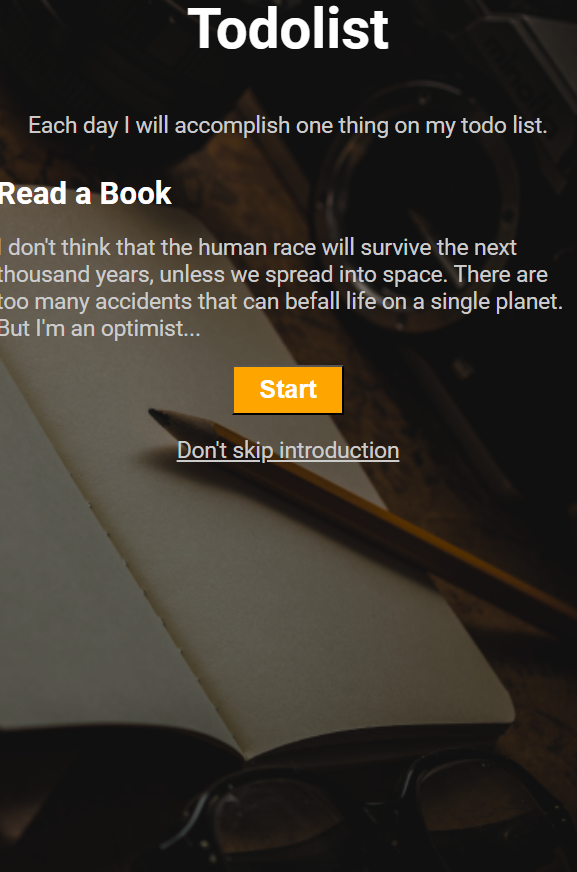 Todolist
Each day I will accomplish one thing on my todo list.
Read a Book
I don't think that the human race will survive the next
thousand years, unless we spread into space. There are
too many accidents that can befall life on a single planet.
But I'm an optimist...
Start
Don't skip introduction